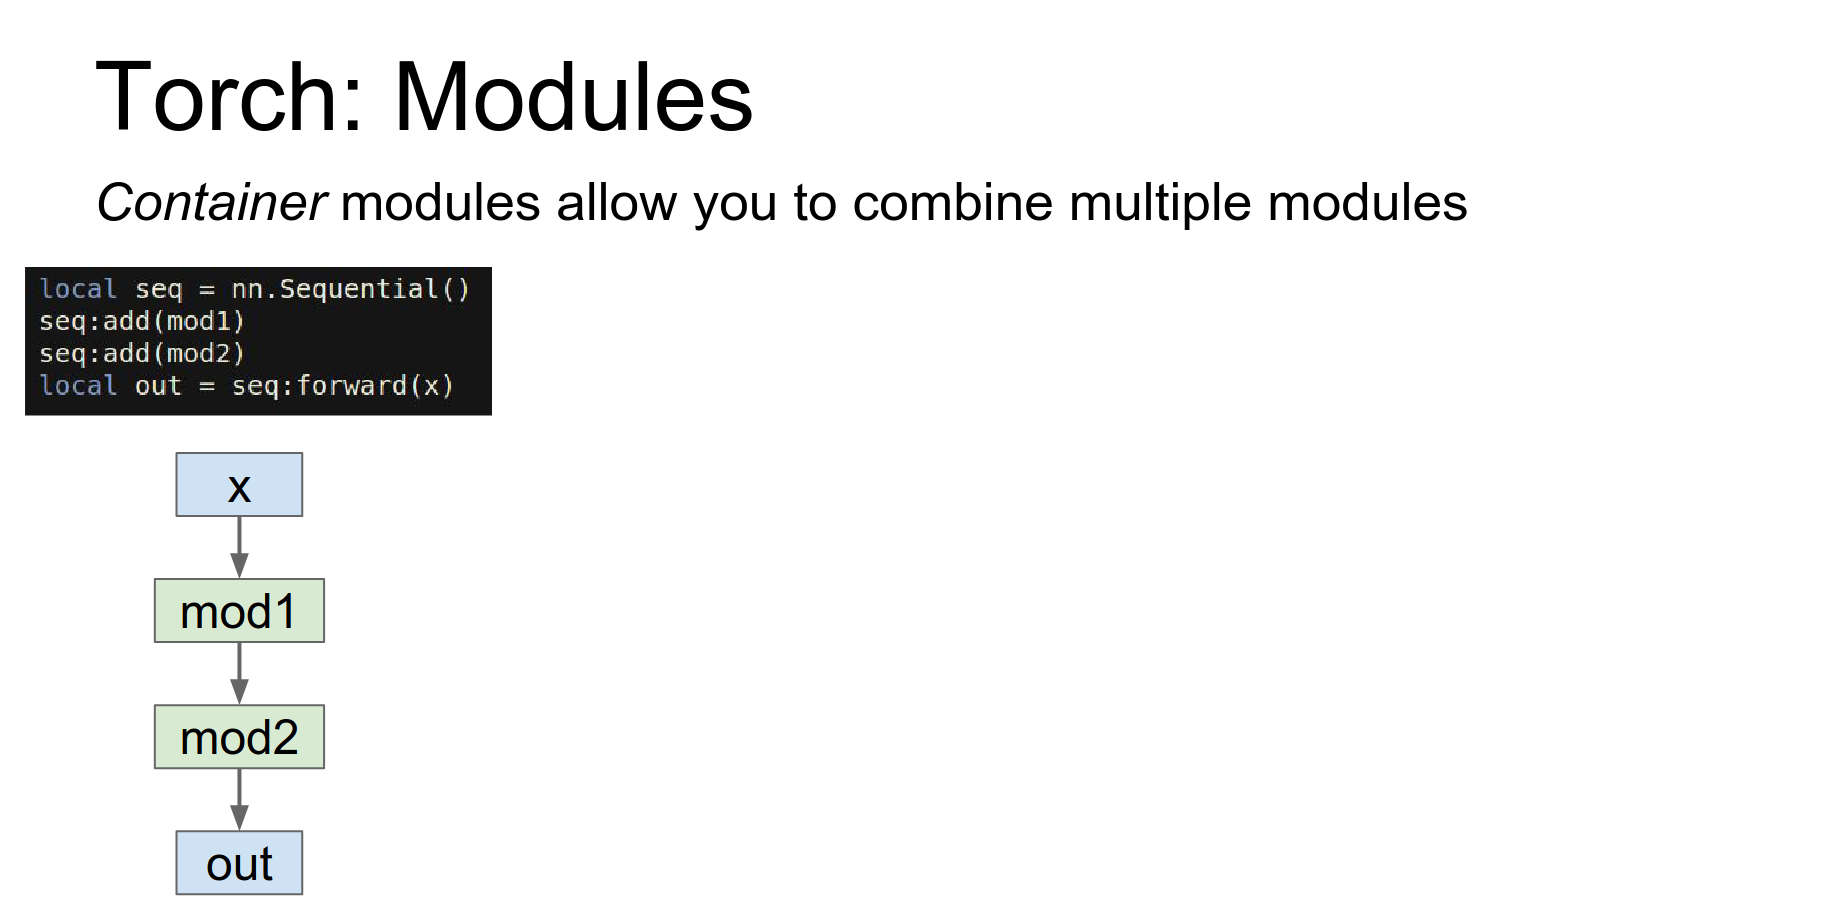 Torch: Modules
Container modules allow you to combine multiple modules
local seq = nn.Sequential()
seq:add(mod1)
seq:add(mod2)
local out = seq:forward(x)
x
mod1
mod2
out